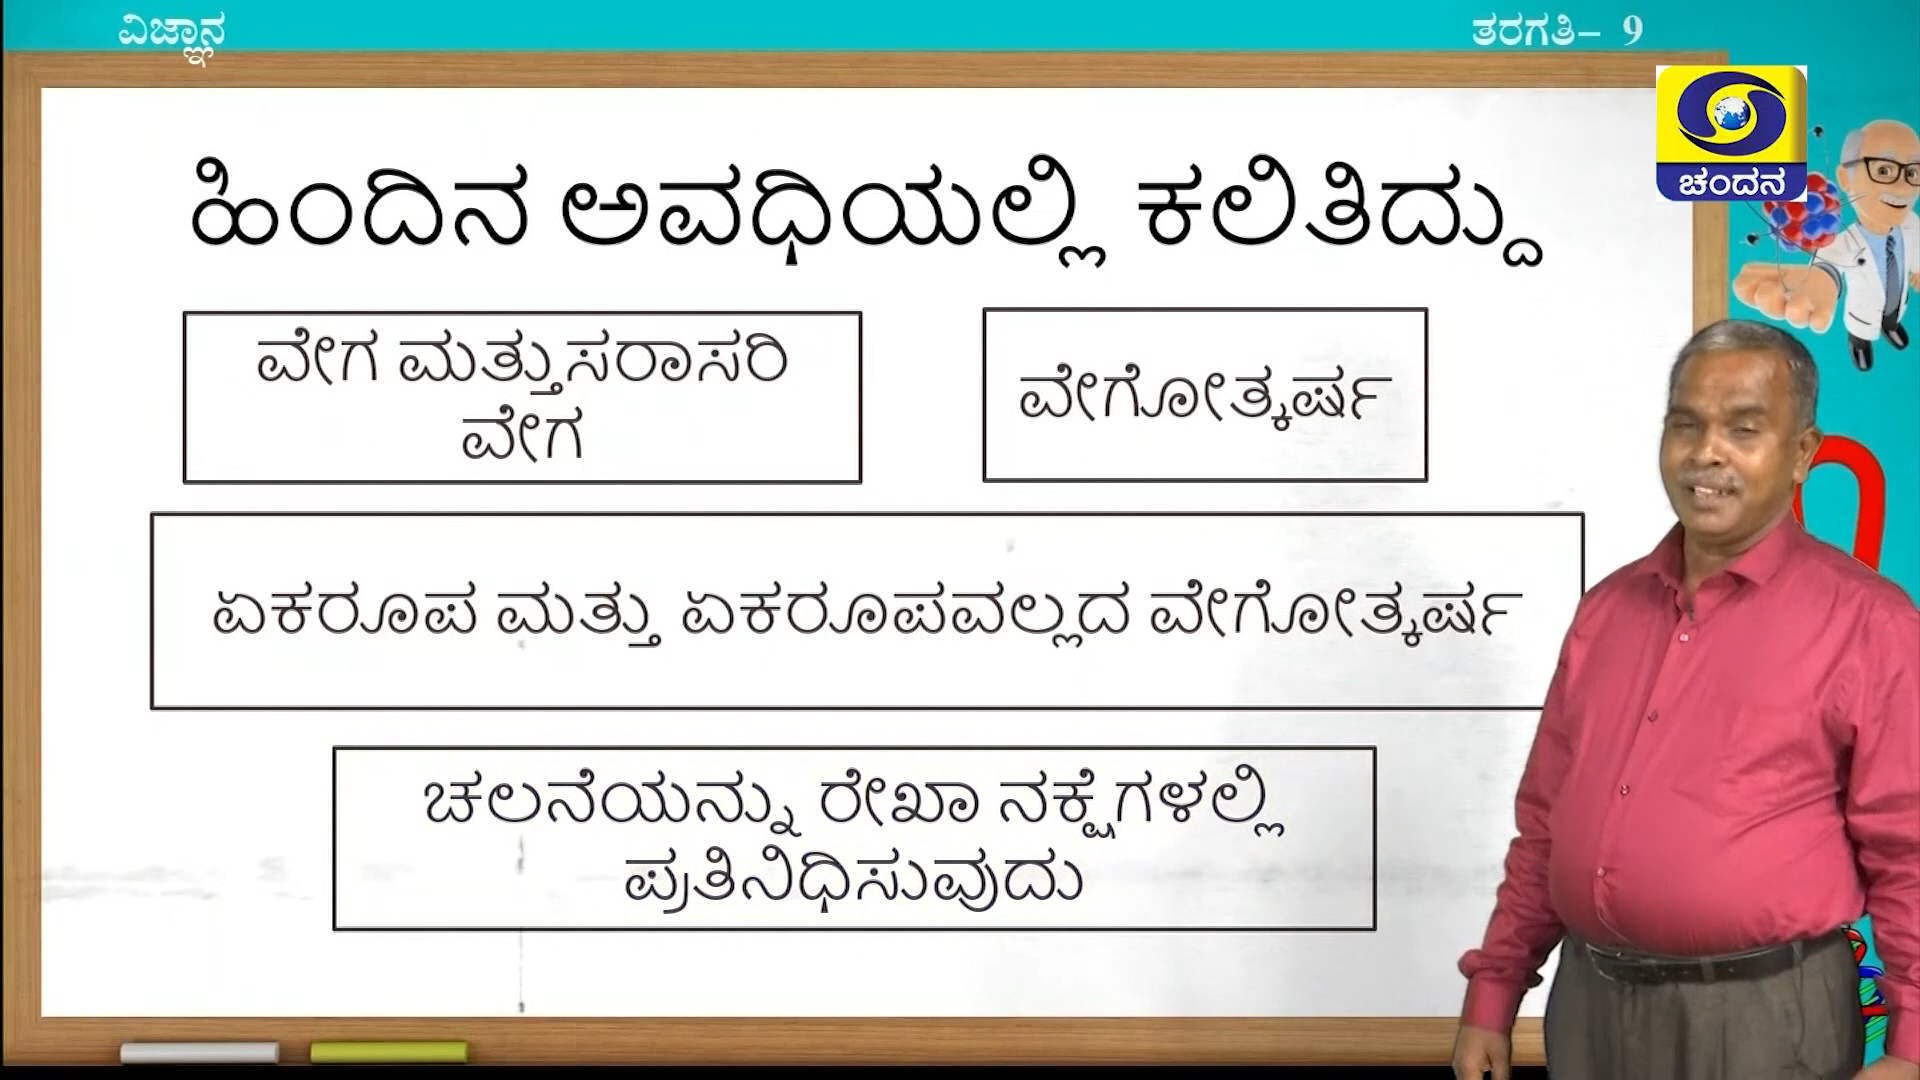 ವಿಜ್ಞಾನ
ತರಗತಿ– 9
ಚಂದನ
ಹಿಂದಿನ ಅವಧಿಯಲ್ಲಿ ಕಲಿತಿದ್ದು
ವೇಗ ಮತ್ತುಸರಾಸರಿ
ವೇಗ
ವೇಗೋತ್ಕರ್ಷ
ಏಕರೂಪ ಮತ್ತು ಏಕರೂಪವಲ್ಲದ ವೇಗೋತ್ಕರ್ಷ
ಚಲನೆಯನ್ನು ರೇಖಾ ನಕ್ಷೆಗಳಲ್ಲಿ
ಪ್ರತಿನಿಧಿಸುವುದು